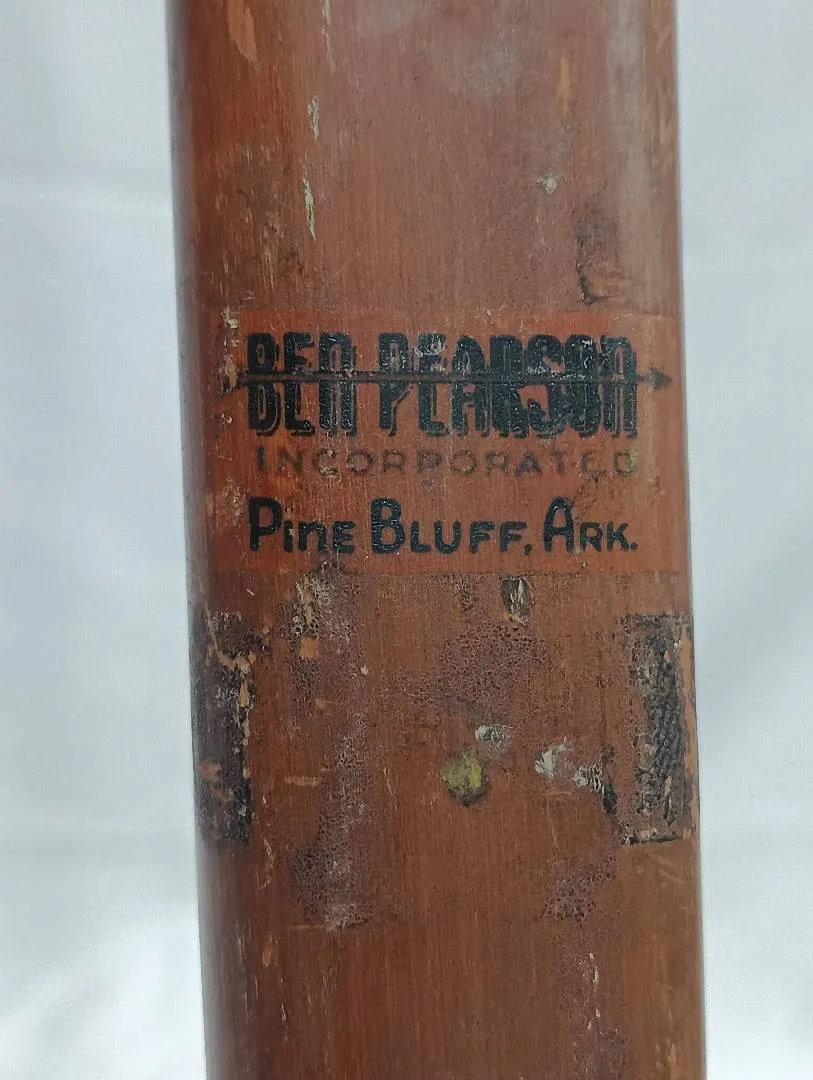 BEN PEARSON
INCORPORATED
PINE BLUFF, ARK.